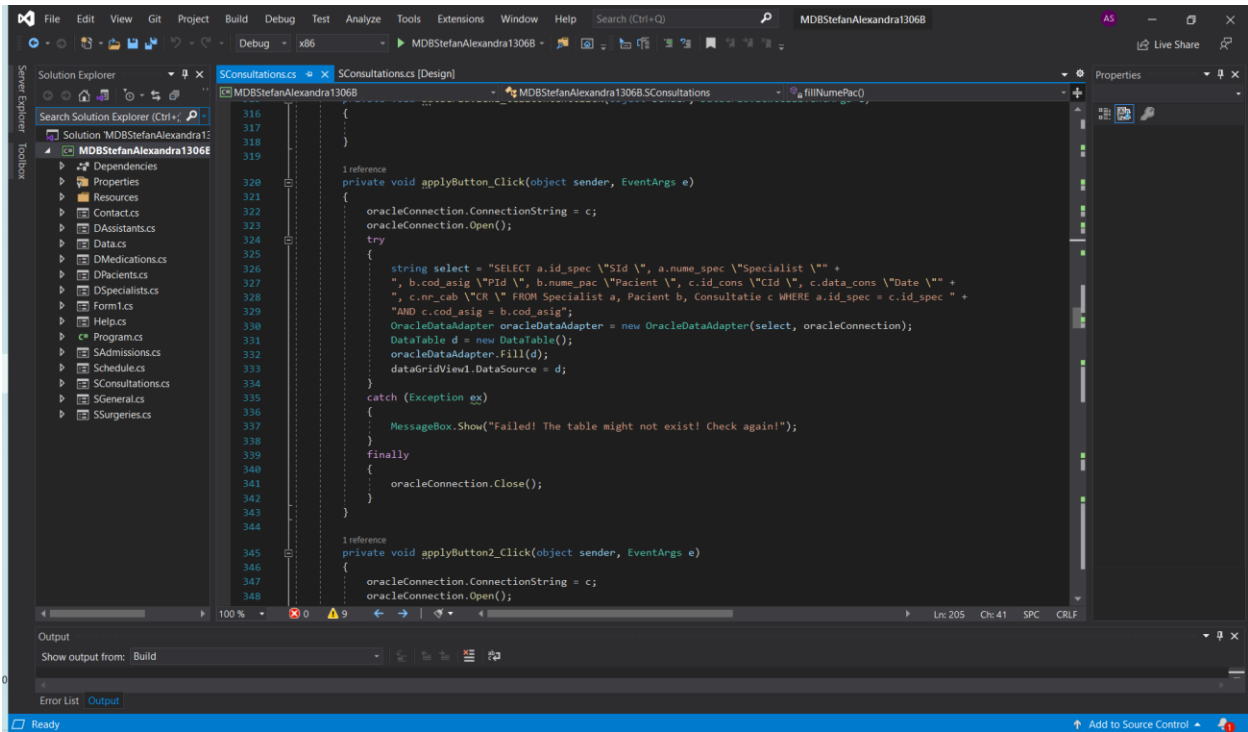 File Edit View Git Project Build Debug Test Analyze Tools Extensions Window Help Search (Ctrl+Q) MDBStefanAlexandra1306B AS
Debug x86 MDBStefanAlexandra1306B Live Share
Server Explorer
Toolbox
Solution Explorer
Search Solution Explorer (Ctrl+;
Solution 'MDBStefanAlexandra13
MDBStefanAlexandra1306E
Dependencies
Properties
Resources
Contact.cs
DAssistants.cs
Data.cs
DMedications.cs
DPacients.cs
DSpecialists.cs
Form1.cs
Help.cs
Program.cs
SAdmissions.cs
Schedule.cs
SConsultations.cs
SGeneral.cs
SSurgeries.cs
SConsultations.cs SConsultations.cs [Design]
MDBStefanAlexandra1306B MDBStefanAlexandra1306B.SConsultations fillNumePac()
316 {
317
318 }
319
1 reference
320 private void applyButton_Click(object sender, EventArgs e)
321 {
322 oracleConnection.ConnectionString = c;
323 oracleConnection.Open();
324 try
325 {
326 string select = "SELECT a.id_spec \"SId \", a.nume_spec \"Specialist \"" +
327 ", b.cod_asig \"PId \", b.nume_pac \"Pacient \", c.id_cons \"CId \", c.data_cons \"Date \"" +
328 ", c.nr_cab \"CR \" FROM Specialist a, Pacient b, Consultatie c WHERE a.id_spec = c.id_spec " +
329 "AND c.cod_asig = b.cod_asig";
330 OracleDataAdapter oracleDataAdapter = new OracleDataAdapter(select, oracleConnection);
331 DataTable d = new DataTable();
332 oracleDataAdapter.Fill(d);
333 dataGridView1.DataSource = d;
334 }
335 catch (Exception ex)
336 {
337 MessageBox.Show("Failed! The table might not exist! Check again!");
338 }
339 finally
340 {
341 oracleConnection.Close();
342 }
343 }
344
1 reference
345 private void applyButton2_Click(object sender, EventArgs e)
346 {
347 oracleConnection.ConnectionString = c;
348 oracleConnection.Open();
100 % 0 9 Ln: 205 Ch: 41 SPC CRLF
Properties
Output
Show output from: Build
Error List Output
Ready Add to Source Control 1